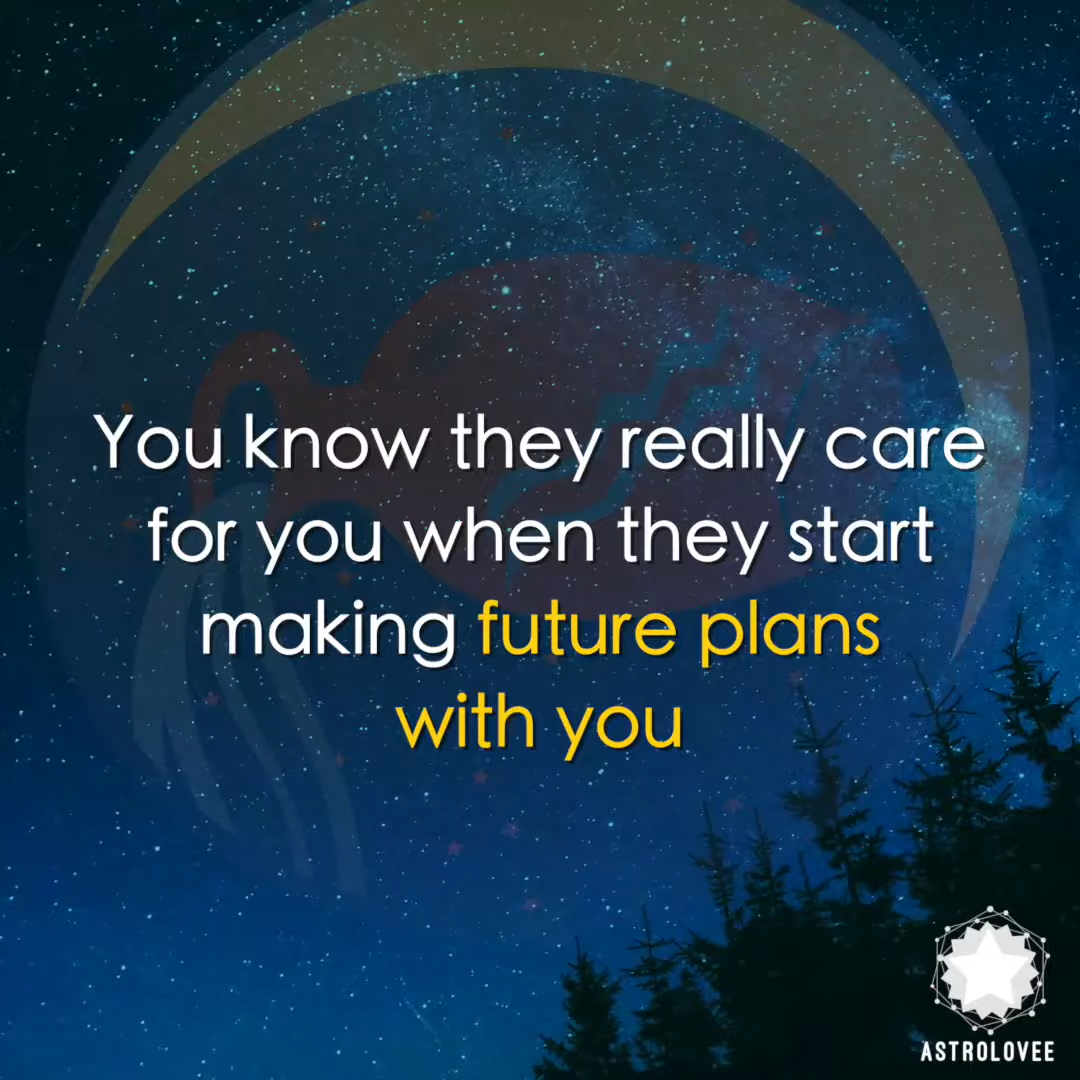 You know they really care
for you when they start
making future plans
with you
ASTROLOVEE